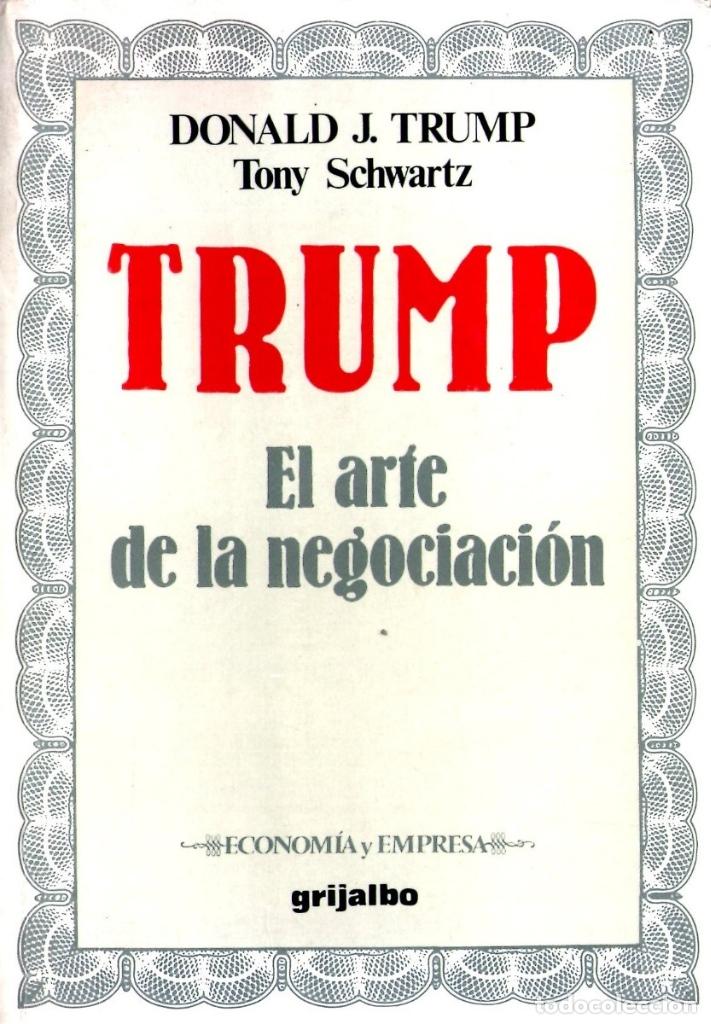 DONALD J. TRUMP
Tony Schwartz
TRUMP
El arte
de la negociación
ECONOMÍA y EMPRESA
grijalbo
todocoleccion